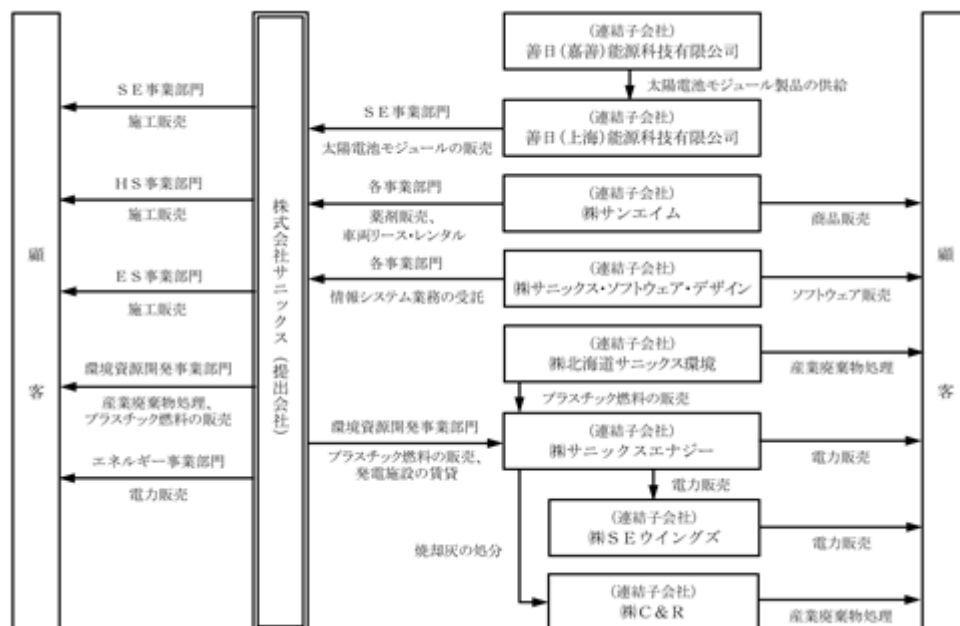 顧客
SE事業部門
施工販売
HS事業部門
施工販売
ES事業部門
施工販売
環境資源開発事業部門
産業廃棄物処理、
プラスチック燃料の販売
エネルギー事業部門
電力販売
株式会社サニックス(提出会社)
SE事業部門
太陽電池モジュールの販売
各事業部門
薬剤販売、
車両リース・レンタル
各事業部門
情報システム業務の受託
環境資源開発事業部門
プラスチック燃料の販売、
発電施設の賃貸
(連結子会社)
善日(嘉善)能源科技有限公司
太陽電池モジュール製品の供給
(連結子会社)
善日(上海)能源科技有限公司
(連結子会社)
㈱サンエイム
商品販売
(連結子会社)
㈱サニックス・ソフトウェア・デザイン
ソフトウェア販売
(連結子会社)
㈱北海道サニックス環境
産業廃棄物処理
プラスチック燃料の販売
(連結子会社)
㈱サニックスエナジー
電力販売
電力販売
(連結子会社)
㈱SEウイングズ
電力販売
焼却灰の処分
(連結子会社)
㈱C&R
産業廃棄物処理
顧客